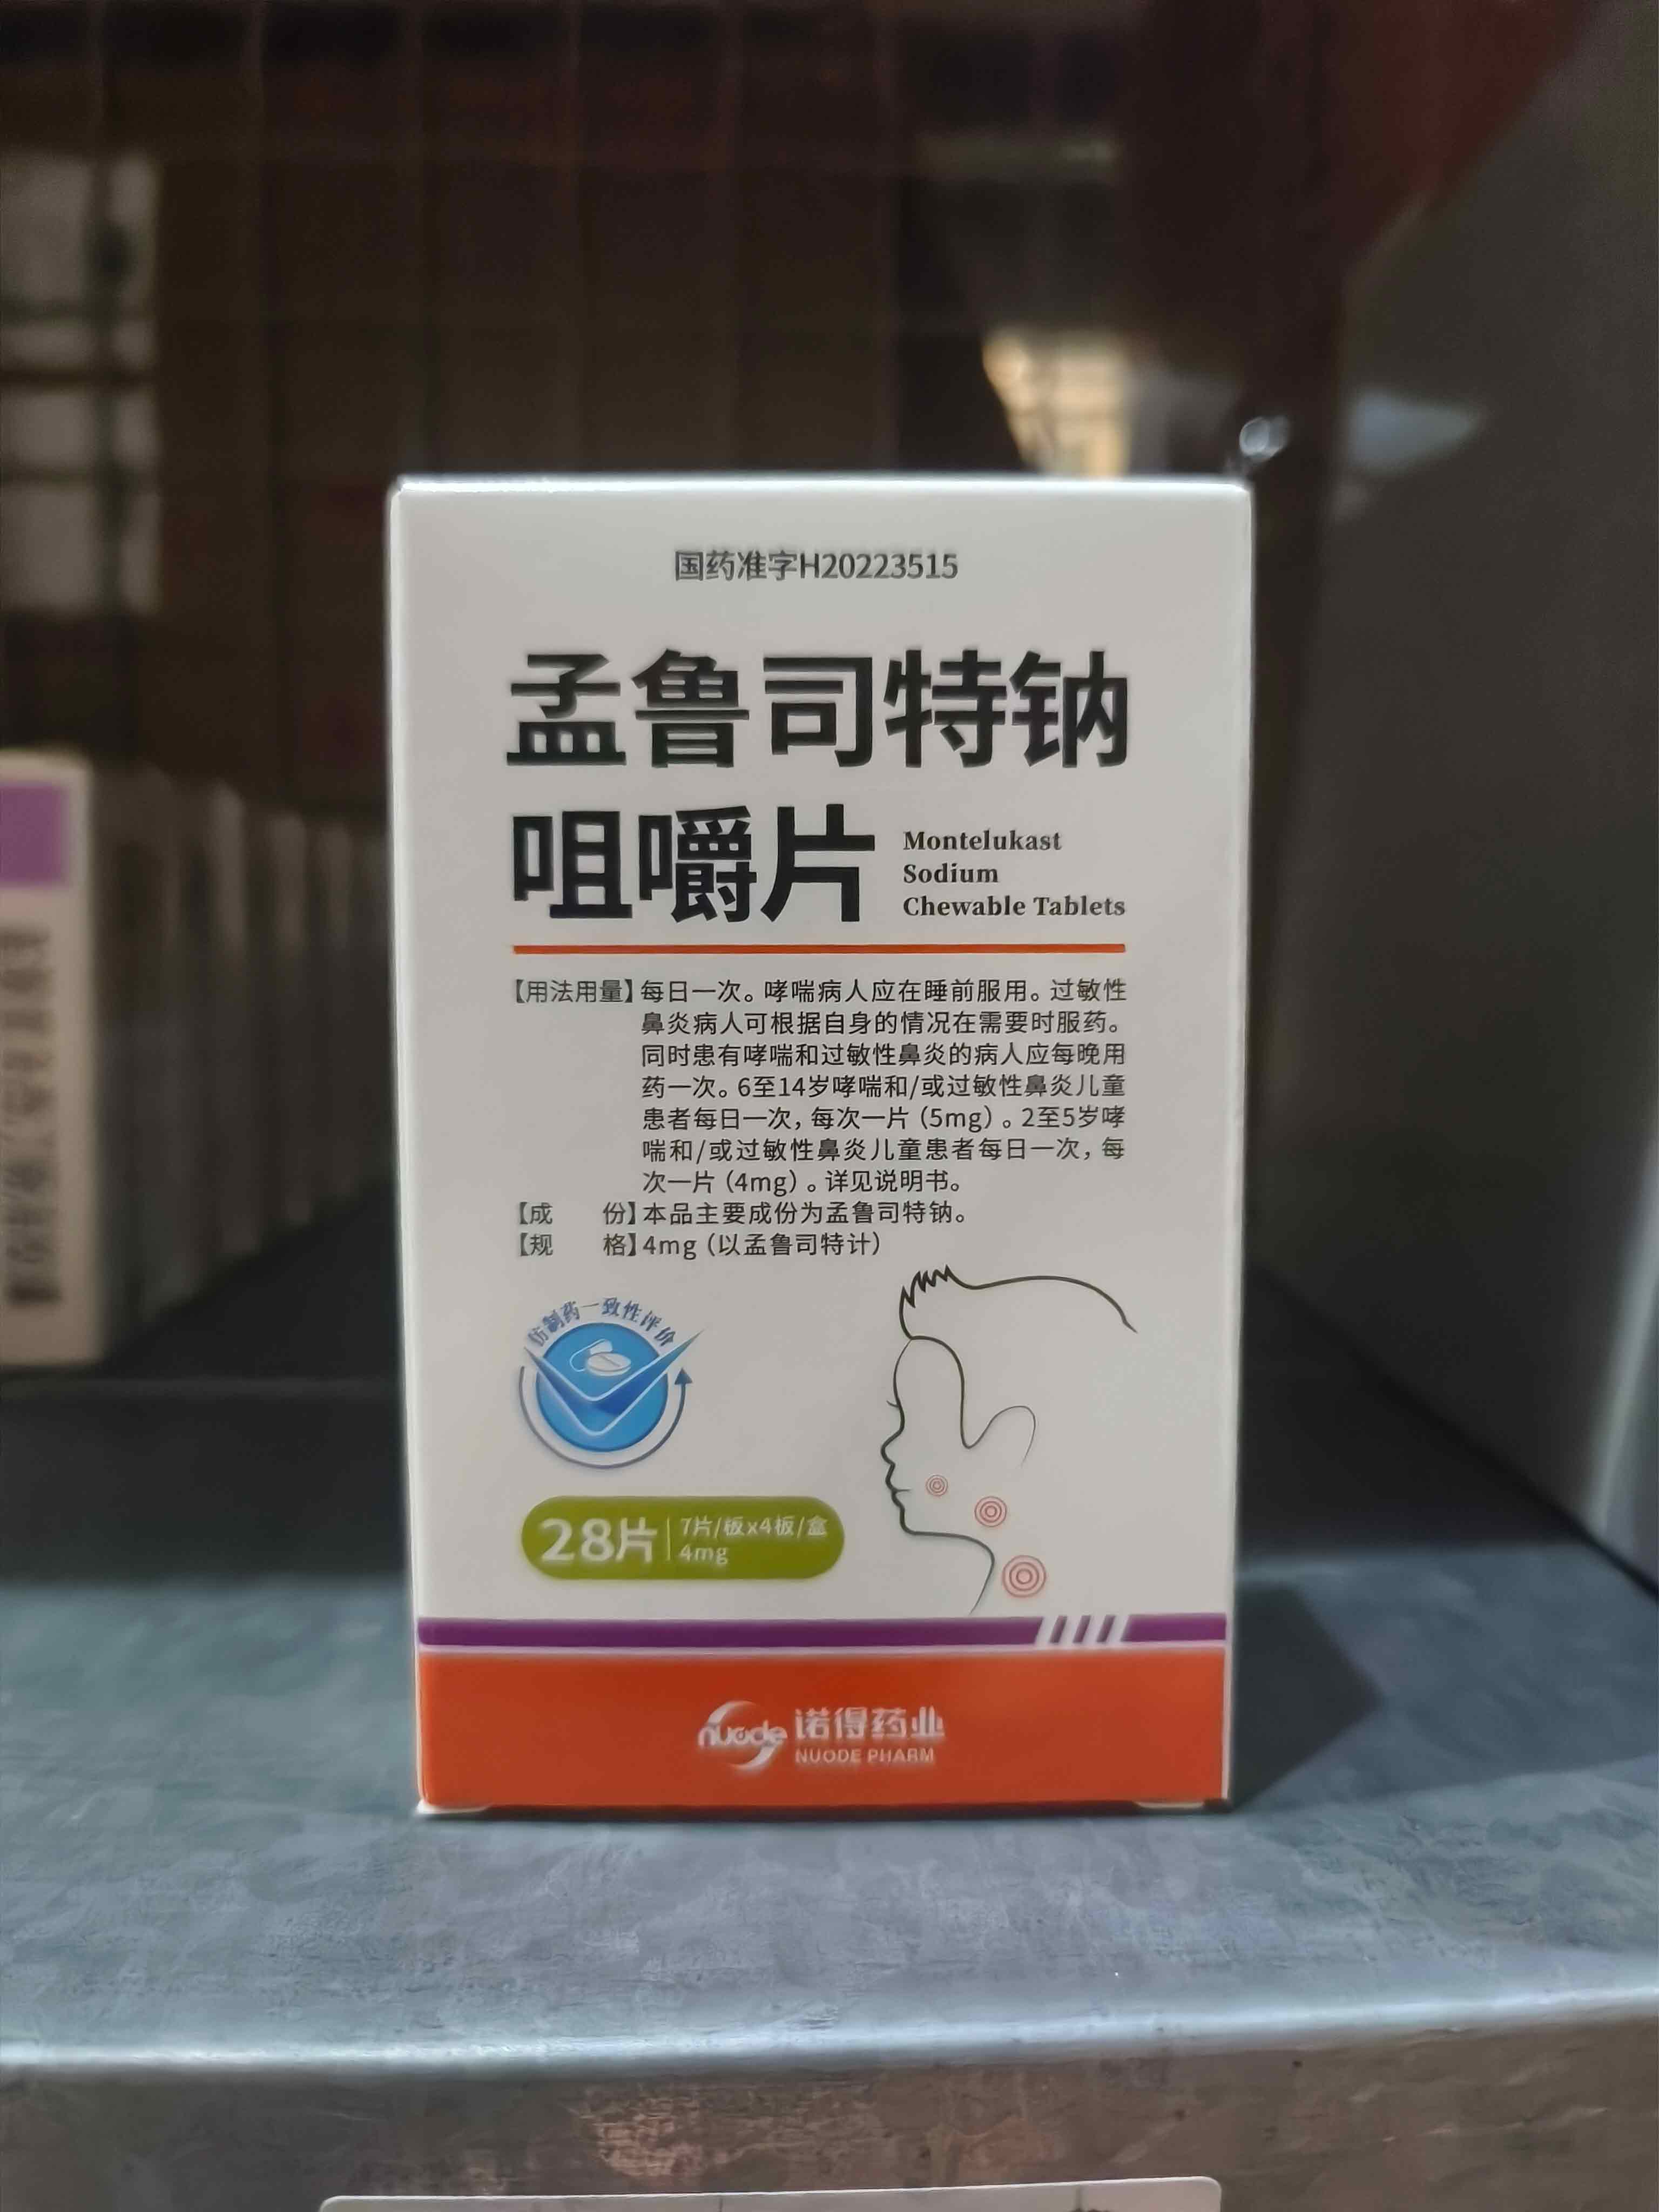 国药准字H20223515
孟鲁司特钠
咀嚼片
Montelukast
Sodium
Chewable Tablets
【用法用量】每日一次。哮喘病人应在睡前服用。过敏性
鼻炎病人可根据自身的情况在需要时服药。
同时患有哮喘和过敏性鼻炎的病人应每晚用
药一次。6至14岁哮喘和/或过敏性鼻炎儿童
患者每日一次，每次一片（5mg）。2至5岁哮
喘和/或过敏性鼻炎儿童患者每日一次，每
次一片（4mg）。详见说明书。
【成 份】本品主要成份为孟鲁司特钠。
【规 格】4mg（以孟鲁司特计）
仿制药一致性评价
28片
7片/板x4板/盒
4mg
nuode 诺得药业
NUODE PHARM